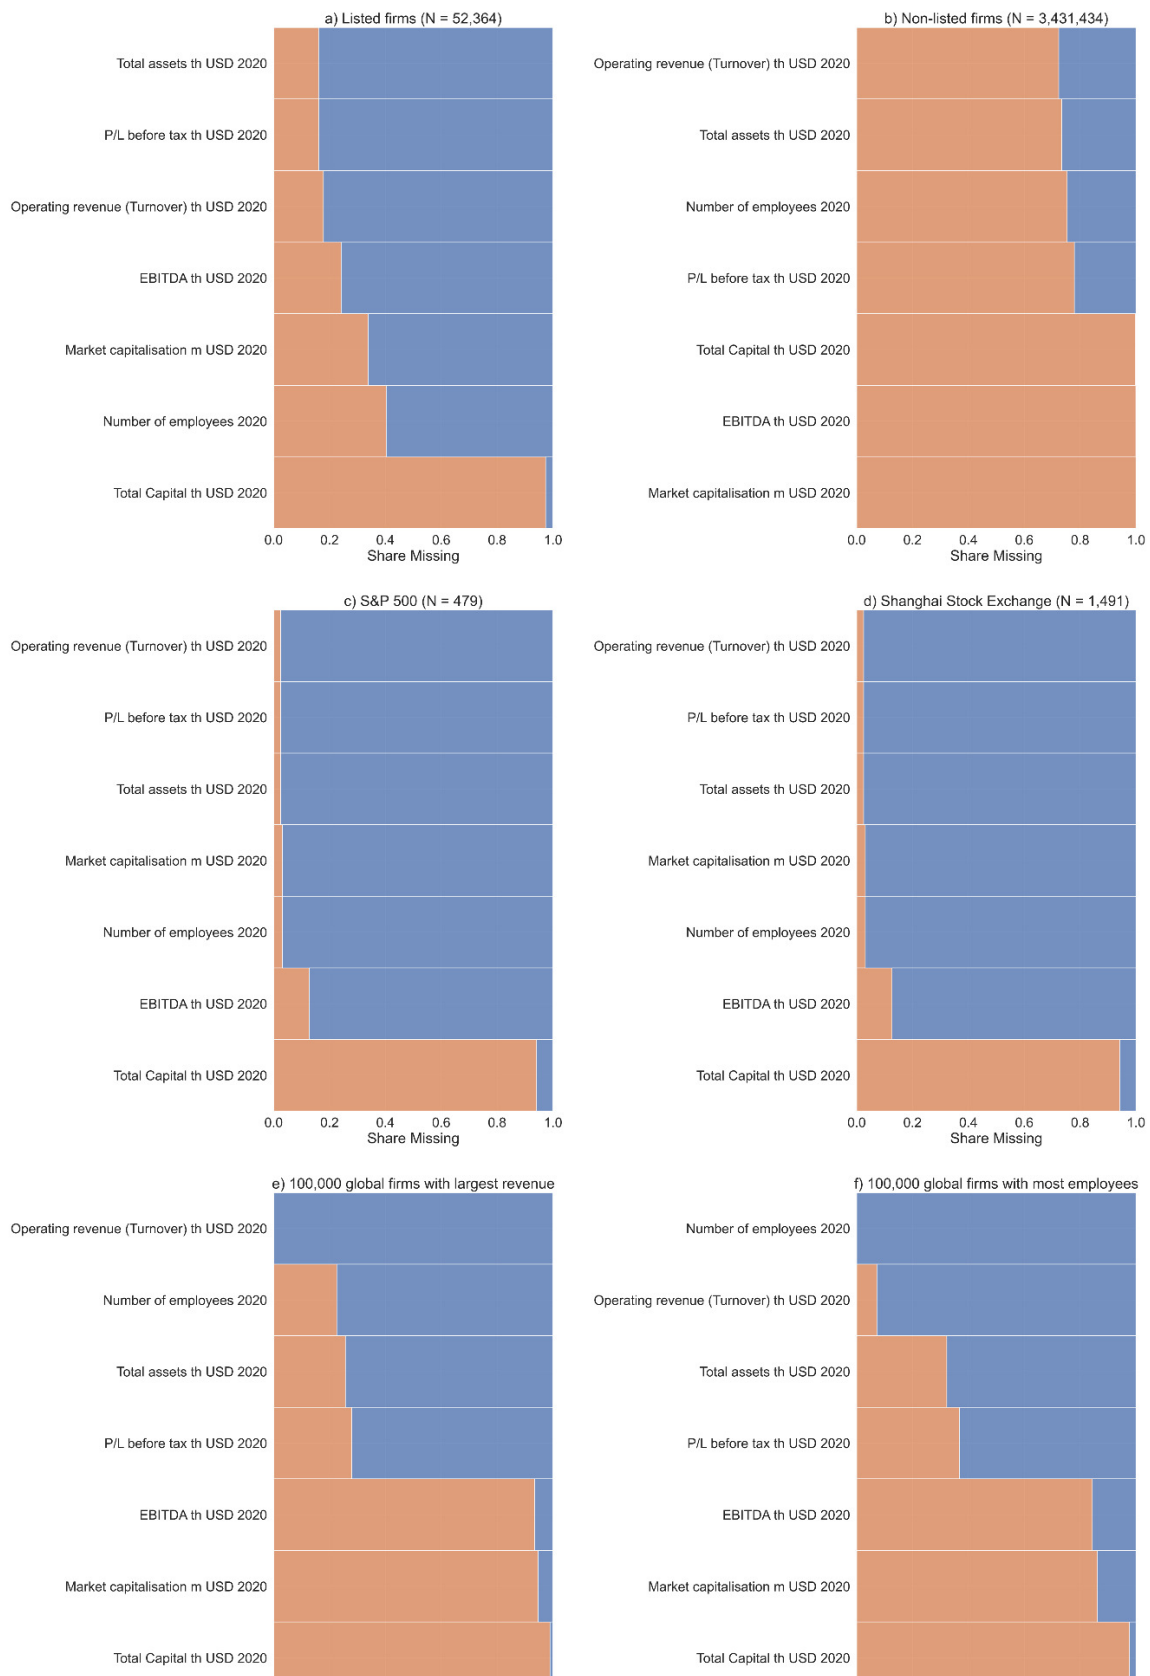 a) Listed firms (N = 52,364)
Total assets th USD 2020
P/L before tax th USD 2020
Operating revenue (Turnover) th USD 2020
EBITDA th USD 2020
Market capitalisation m USD 2020
Number of employees 2020
Total Capital th USD 2020
0.0 0.2 0.4 0.6 0.8 1.0
Share Missing
b) Non-listed firms (N = 3,431,434)
Operating revenue (Turnover) th USD 2020
Total assets th USD 2020
Number of employees 2020
P/L before tax th USD 2020
Total Capital th USD 2020
EBITDA th USD 2020
Market capitalisation m USD 2020
0.0 0.2 0.4 0.6 0.8 1.0
Share Missing
c) S&P 500 (N = 479)
Operating revenue (Turnover) th USD 2020
P/L before tax th USD 2020
Total assets th USD 2020
Market capitalisation m USD 2020
Number of employees 2020
EBITDA th USD 2020
Total Capital th USD 2020
0.0 0.2 0.4 0.6 0.8 1.0
Share Missing
d) Shanghai Stock Exchange (N = 1,491)
Operating revenue (Turnover) th USD 2020
P/L before tax th USD 2020
Total assets th USD 2020
Market capitalisation m USD 2020
Number of employees 2020
EBITDA th USD 2020
Total Capital th USD 2020
0.0 0.2 0.4 0.6 0.8 1.0
Share Missing
e) 100,000 global firms with largest revenue
Operating revenue (Turnover) th USD 2020
Number of employees 2020
Total assets th USD 2020
P/L before tax th USD 2020
EBITDA th USD 2020
Market capitalisation m USD 2020
Total Capital th USD 2020
f) 100,000 global firms with most employees
Number of employees 2020
Operating revenue (Turnover) th USD 2020
Total assets th USD 2020
P/L before tax th USD 2020
EBITDA th USD 2020
Market capitalisation m USD 2020
Total Capital th USD 2020